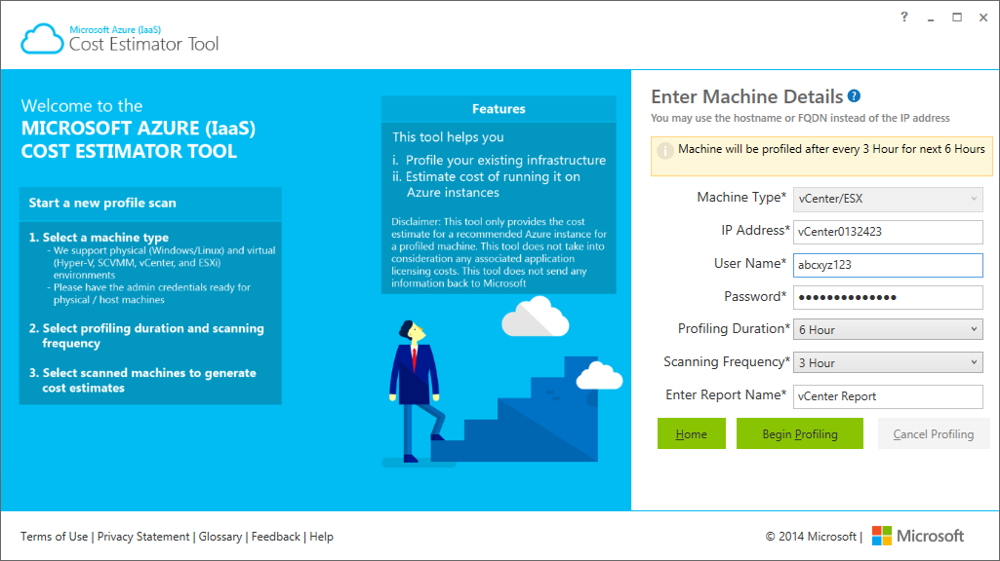 Microsoft Azure (IaaS)
Cost Estimator Tool
?
Welcome to the
MICROSOFT AZURE (IaaS)
COST ESTIMATOR TOOL
Start a new profile scan
1. Select a machine type
- We support physical (Windows/Linux) and virtual
(Hyper-V, SCVMM, vCenter, and ESXi)
environments
- Please have the admin credentials ready for
physical / host machines
2. Select profiling duration and scanning
frequency
3. Select scanned machines to generate
cost estimates
Features
This tool helps you
i. Profile your existing infrastructure
ii. Estimate cost of running it on
Azure instances
Disclaimer: This tool only provides the cost
estimate for a recommended Azure instance for
a profiled machine. This tool does not take into
consideration any associated application
licensing costs. This tool does not send any
information back to Microsoft
Enter Machine Details ?
You may use the hostname or FQDN instead of the IP address
i Machine will be profiled after every 3 Hour for next 6 Hours
Machine Type* vCenter/ESX
IP Address* vCenter0132423
User Name* abcxyz123
Password* ●●●●●●●●●●●●●●
Profiling Duration* 6 Hour
Scanning Frequency* 3 Hour
Enter Report Name* vCenter Report
Home Begin Profiling Cancel Profiling
Terms of Use | Privacy Statement | Glossary | Feedback | Help
© 2014 Microsoft | Microsoft